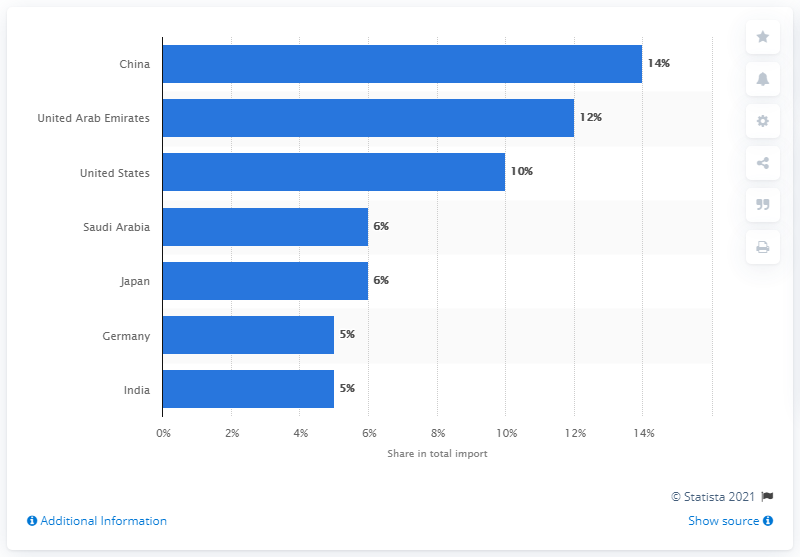 China
14%
United Arab Emirates
12%
United States
10%
Saudi Arabia
6%
Japan
6%
Germany
5%
India
5%
0% 2% 4% 6% 8% 10% 12% 14%
Share in total import
© Statista 2021
Additional Information
Show source